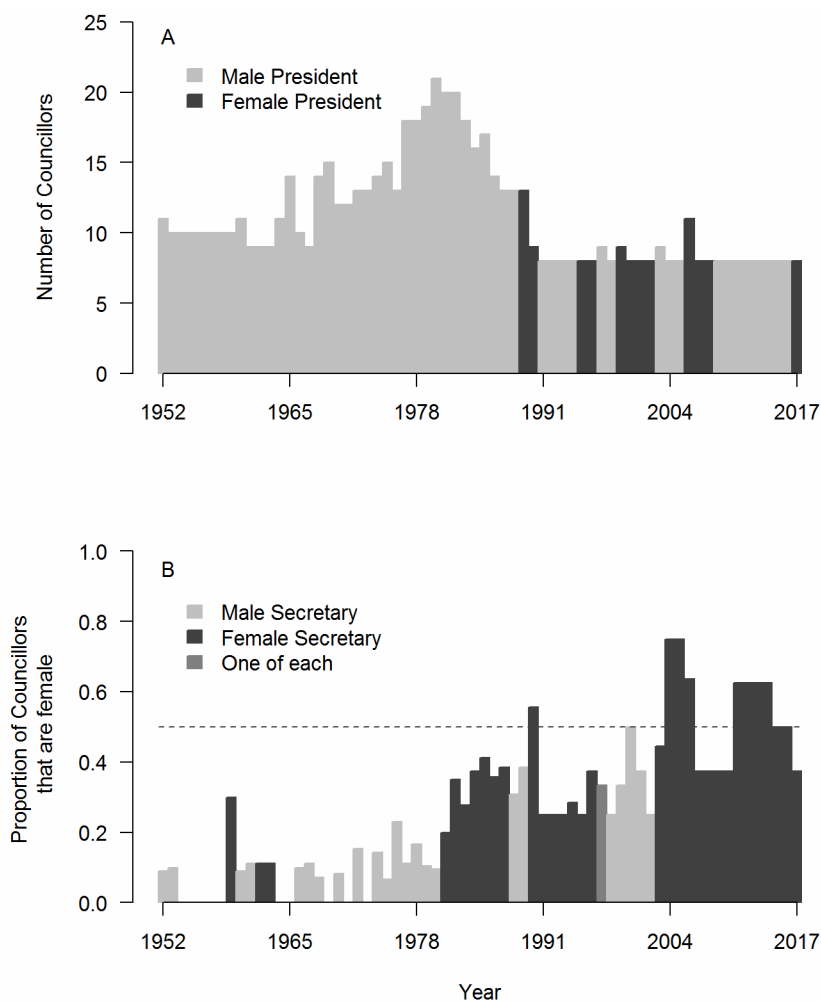 A
Male President
Female President
Number of Councillors
25
20
15
10
5
0
1952 1965 1978 1991 2004 2017
B
Male Secretary
Female Secretary
One of each
Proportion of Councillors
that are female
1.0
0.8
0.6
0.4
0.2
0.0
1952 1965 1978 1991 2004 2017
Year